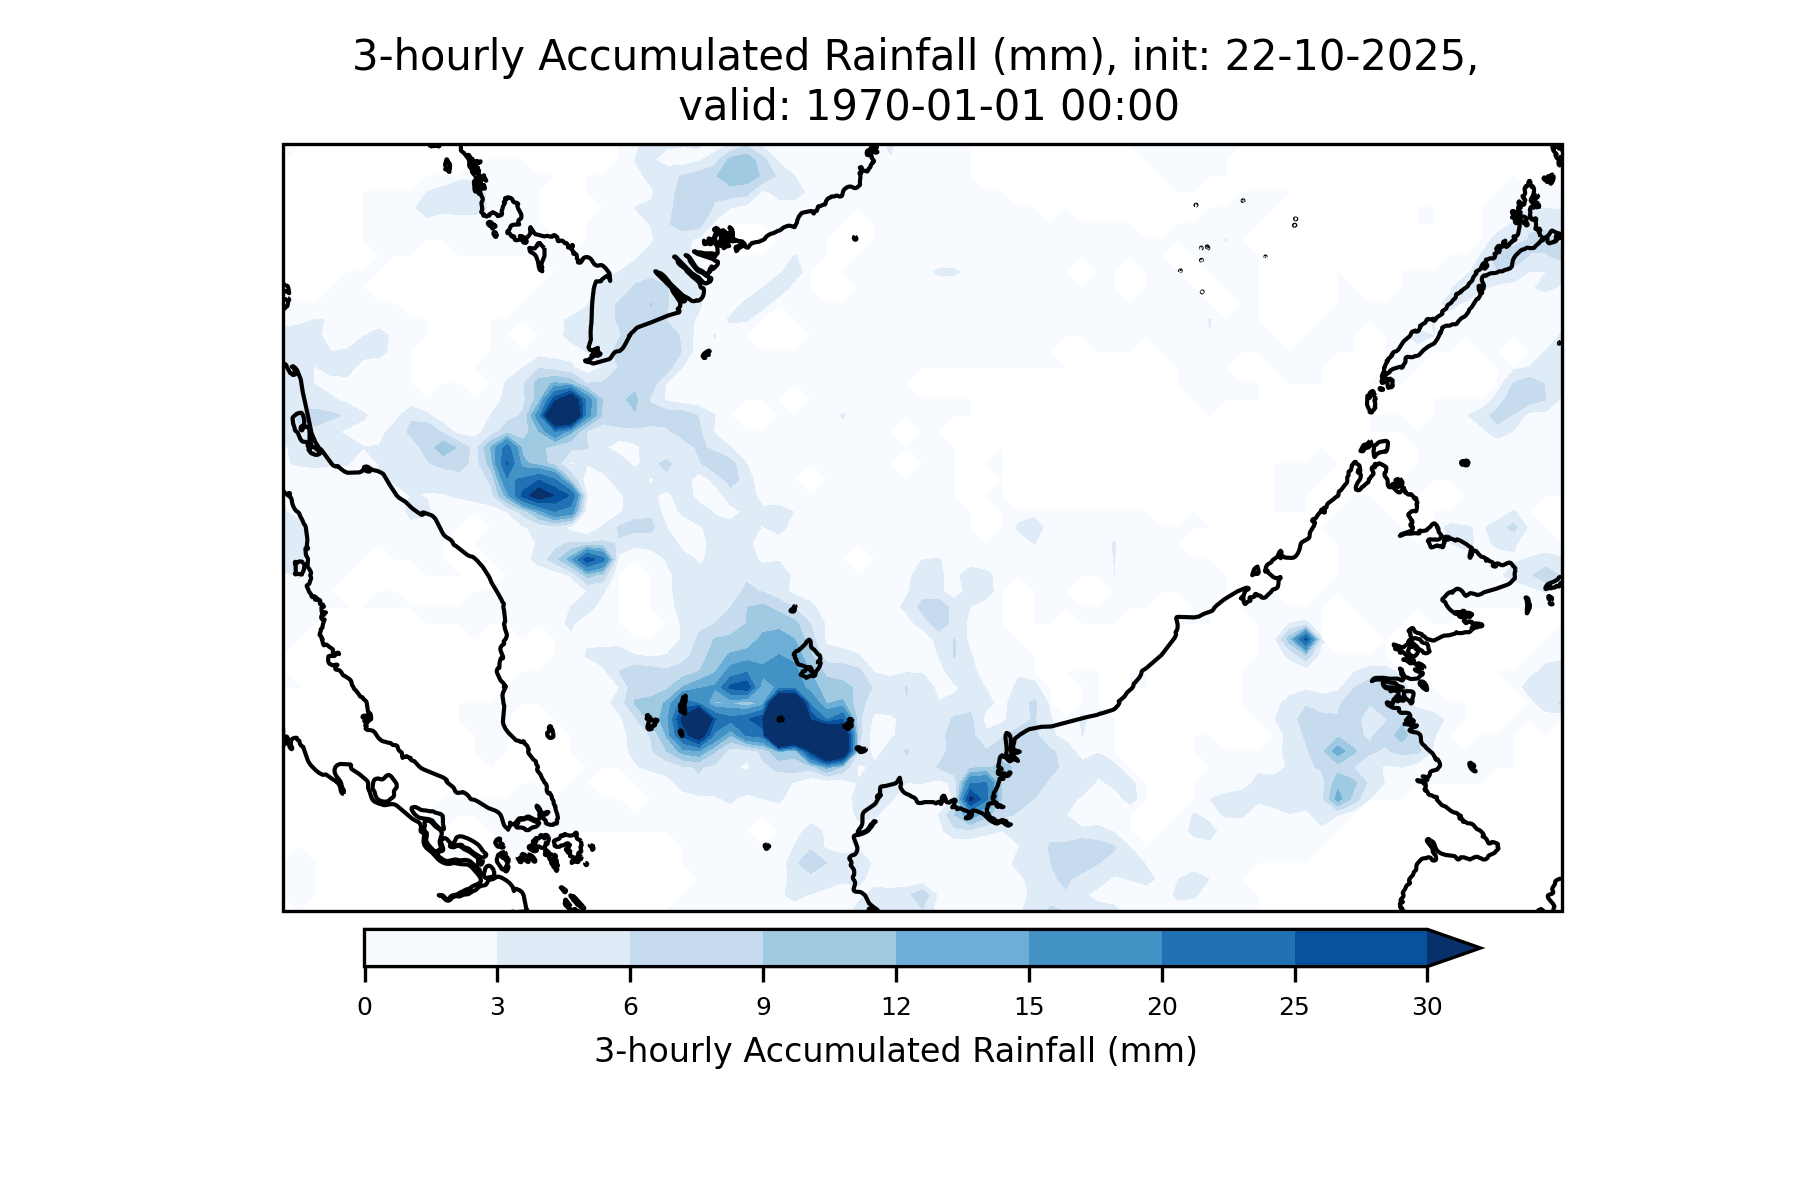 3-hourly Accumulated Rainfall (mm), init: 22-10-2025,
valid: 1970-01-01 00:00
0 3 6 9 12 15 20 25 30
3-hourly Accumulated Rainfall (mm)